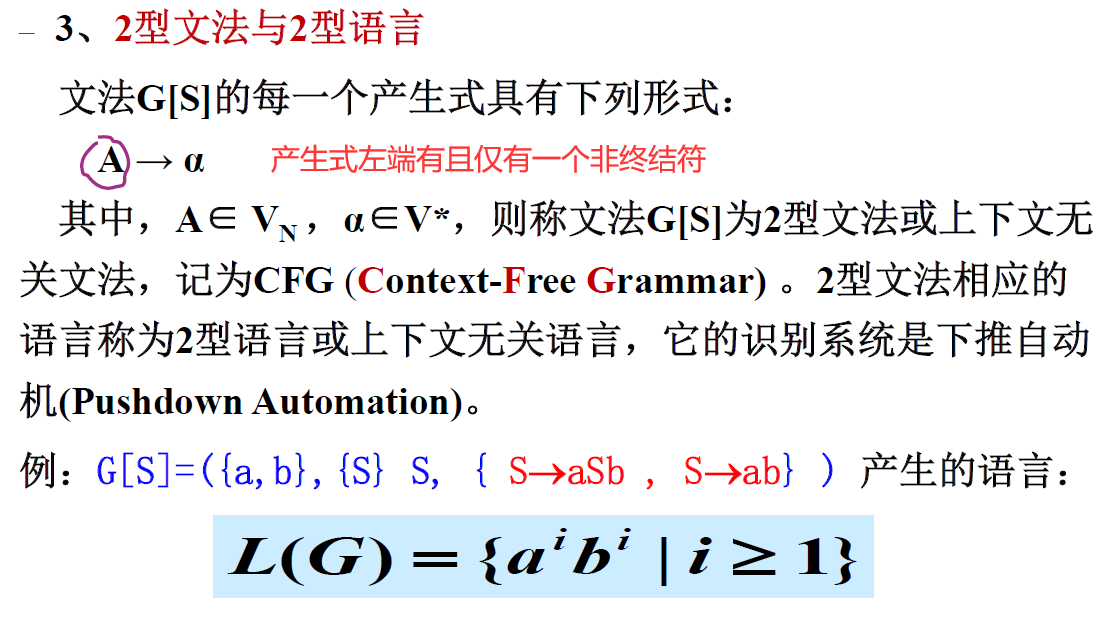 – 3、2型文法与2型语言
文法G[S]的每一个产生式具有下列形式：
A → α 产生式左端有且仅有一个非终结符
其中，A∈ VN，α∈V*，则称文法G[S]为2型文法或上下文无
关文法，记为CFG (Context-Free Grammar) 。2型文法相应的
语言称为2型语言或上下文无关语言，它的识别系统是下推自动
机(Pushdown Automation)。
例：G[S]=({a,b},{S} S, { S→aSb , S→ab} ) 产生的语言：
L(G) = {aⁱbⁱ | i ≥ 1}